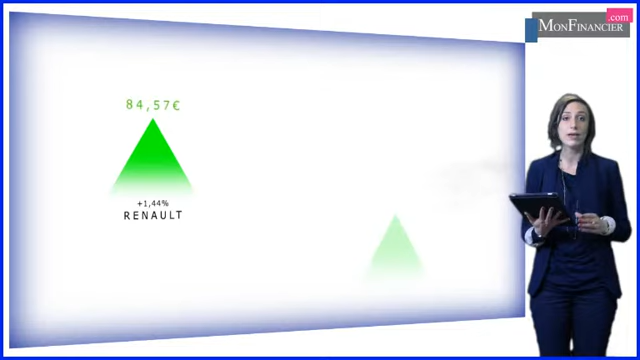 .com
MonFinancier
84,57€
+1,44%
RENAULT